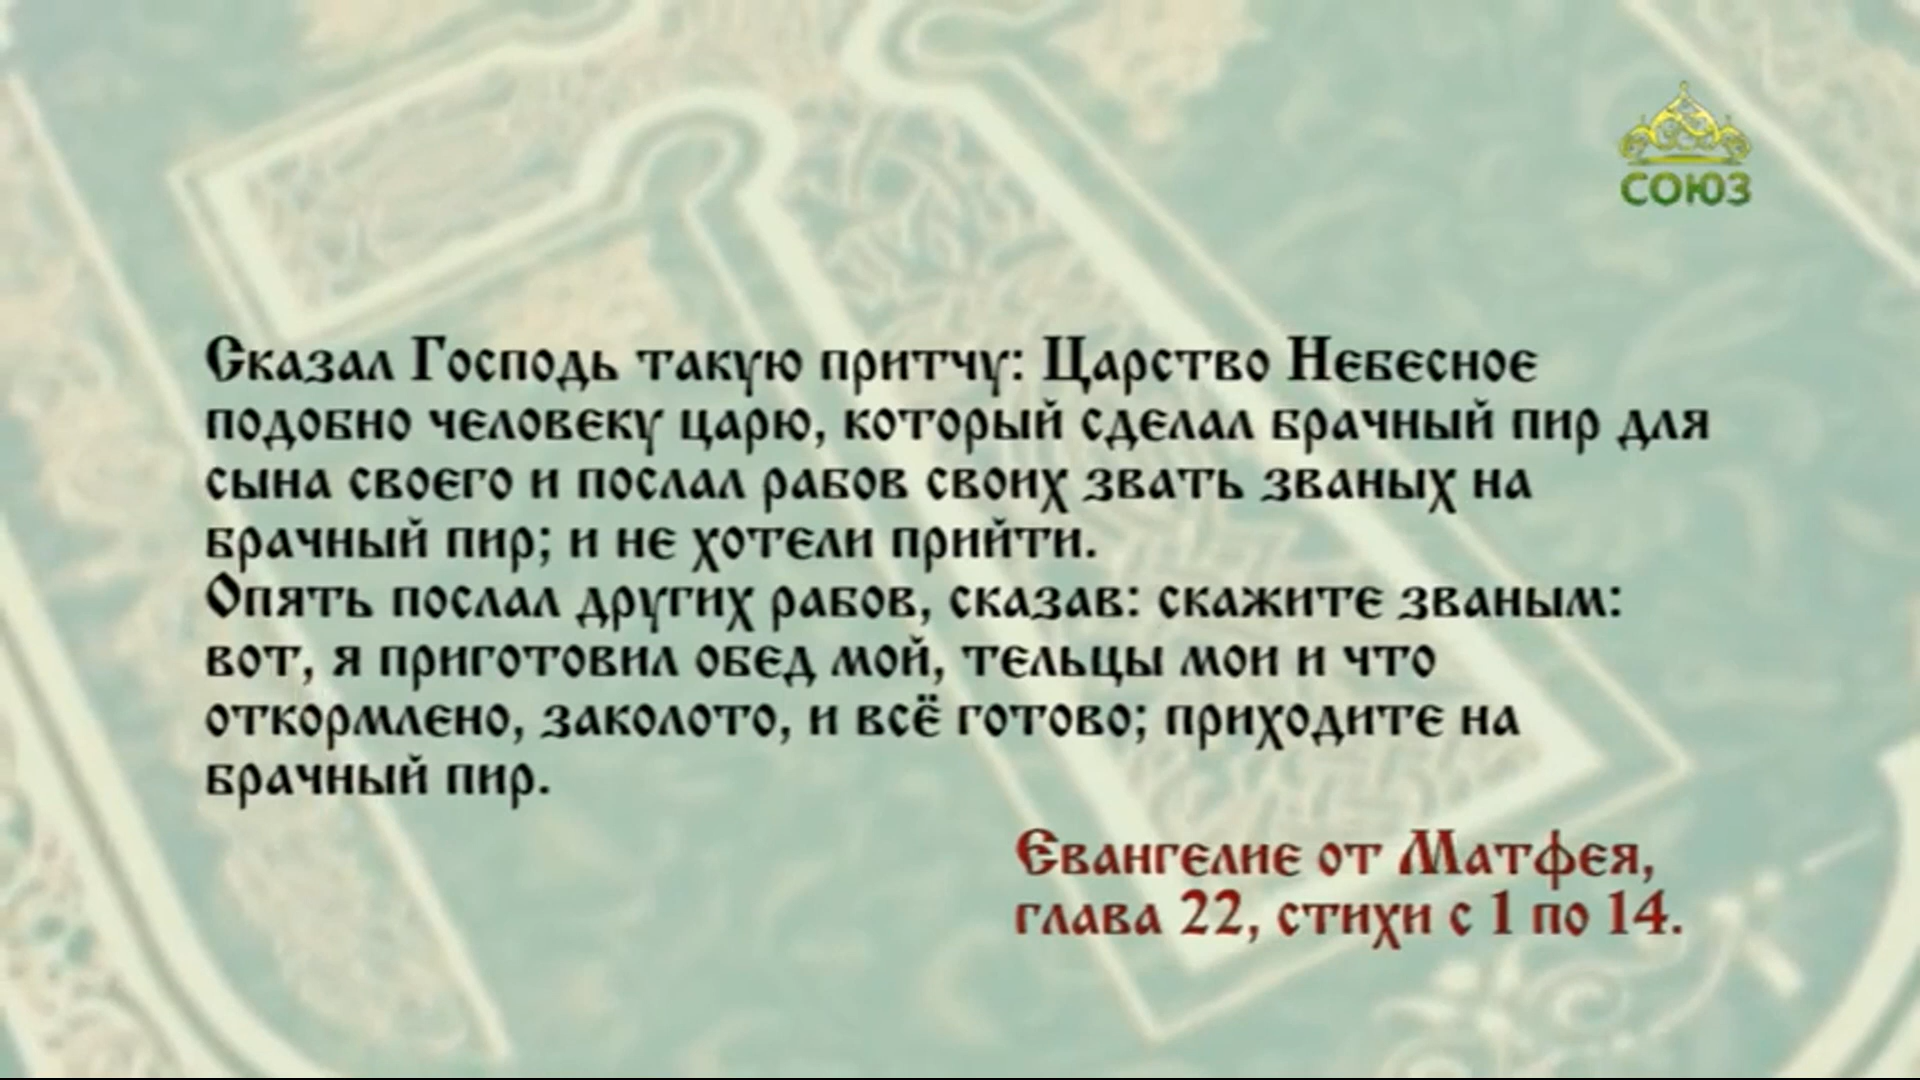 СОЮЗ
Сказал Господь такую притчу: Царство Небесное
подобно человеку царю, который сделал брачный пир для
сына своего и послал рабов своих звать званых на
брачный пир; и не хотели прийти.
Опять послал других рабов, сказав: скажите званым:
вот, я приготовил обед мой, тельцы мои и что
откормлено, заколото, и всё готово; приходите на
брачный пир.
Евангелие от Матфея,
глава 22, стихи с 1 по 14.